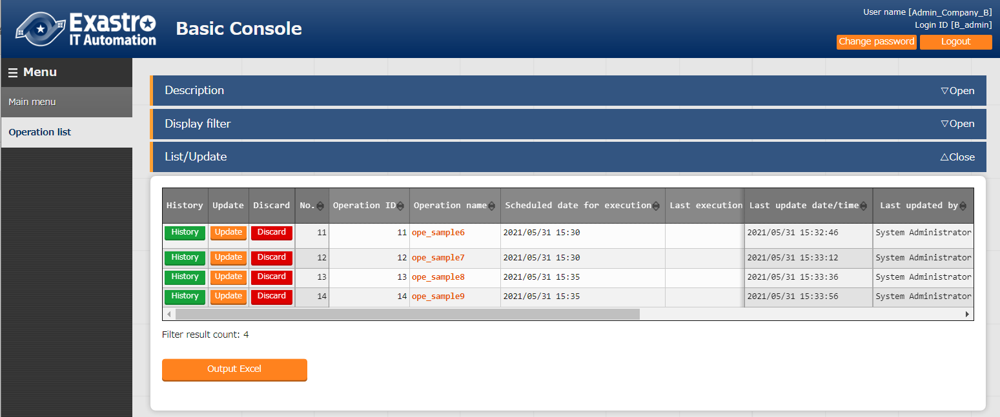 Exastro
IT Automation
Basic Console
User name [Admin_Company_B]
Login ID [B_admin]
Change password Logout
Menu
Main menu
Operation list
Description ▽Open
Display filter ▽Open
List/Update △Close
History Update Discard No. Operation ID Operation name Scheduled date for execution Last execution Last update date/time Last updated by
History Update Discard 11 11 ope_sample6 2021/05/31 15:30 2021/05/31 15:32:46 System Administrator
History Update Discard 12 12 ope_sample7 2021/05/31 15:30 2021/05/31 15:33:12 System Administrator
History Update Discard 13 13 ope_sample8 2021/05/31 15:35 2021/05/31 15:33:36 System Administrator
History Update Discard 14 14 ope_sample9 2021/05/31 15:35 2021/05/31 15:33:56 System Administrator
Filter result count: 4
Output Excel